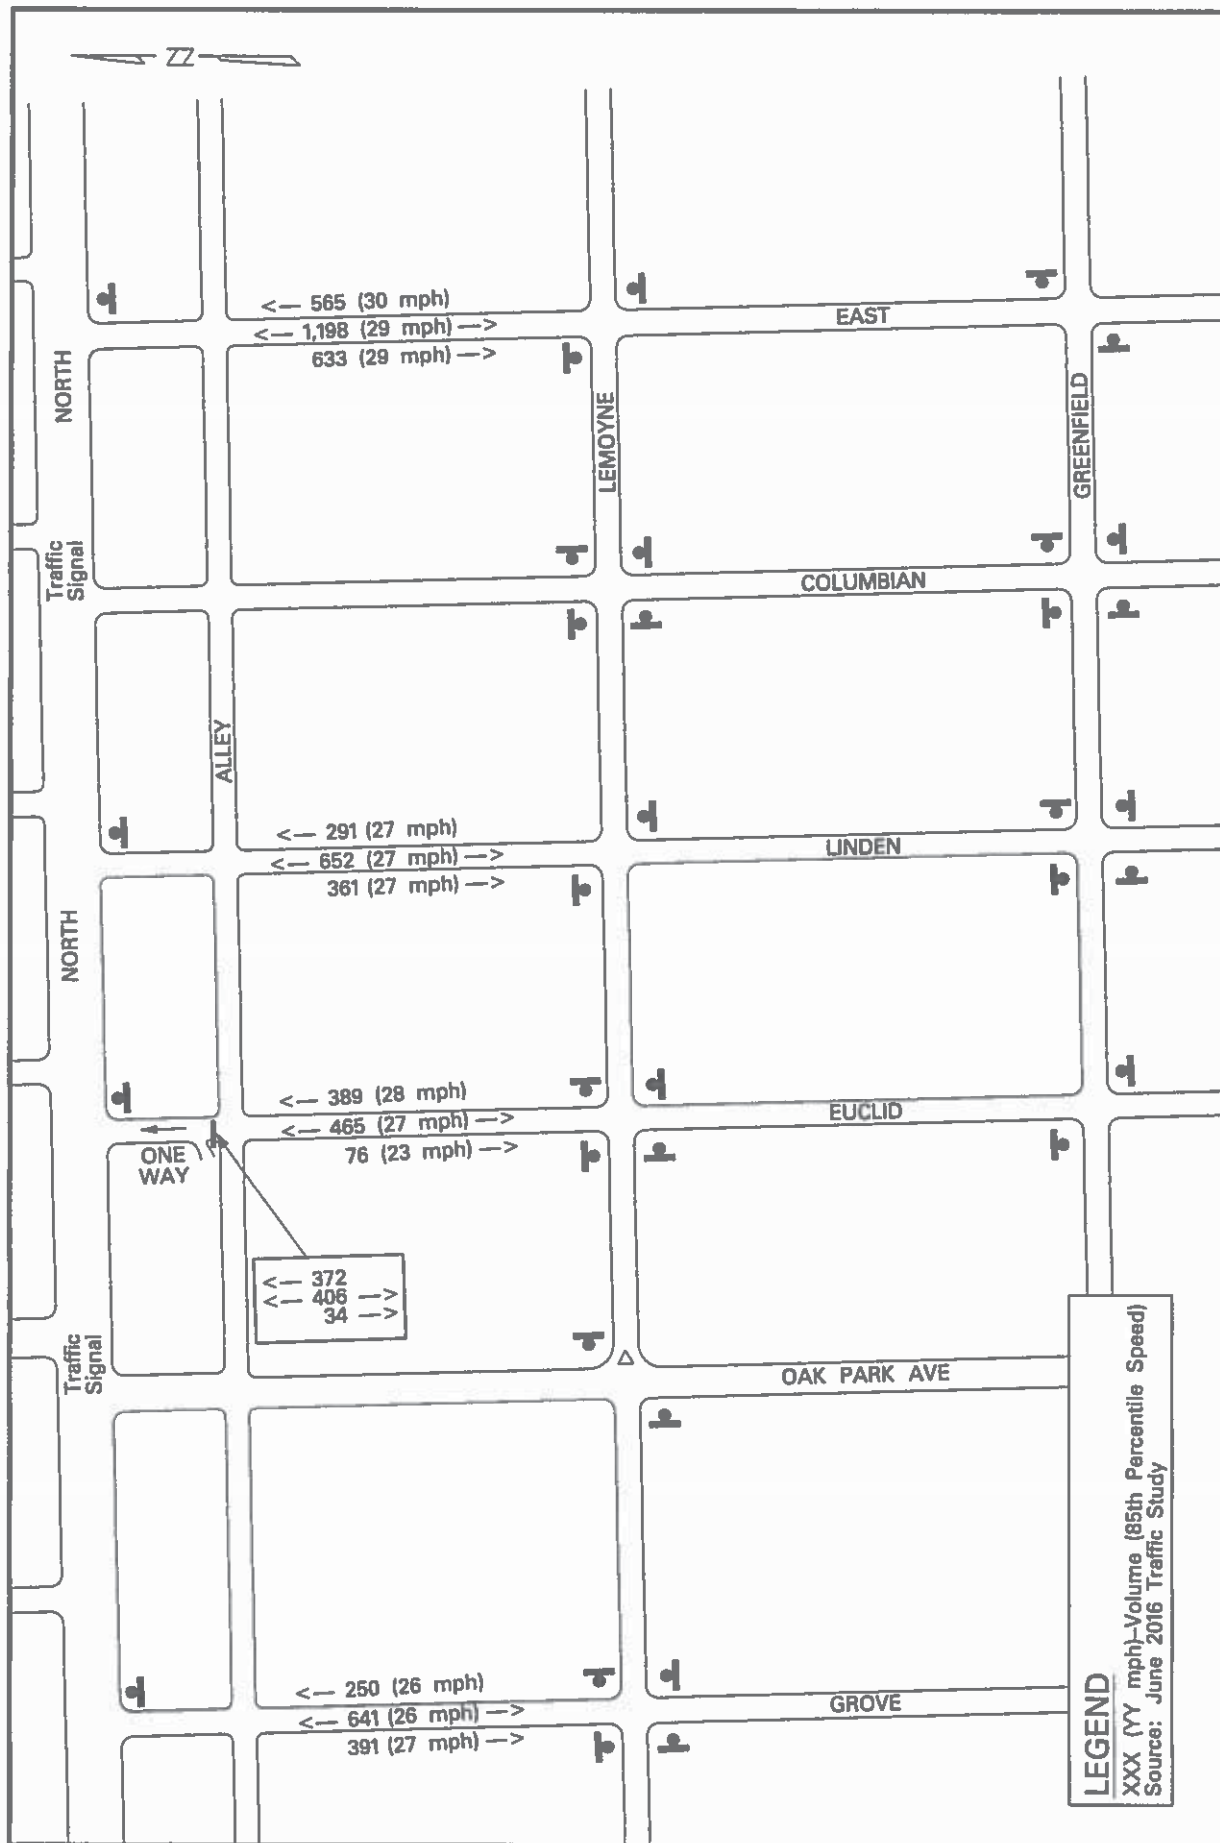 N
<— 565 (30 mph)
<— 1,198 (29 mph) —>
633 (29 mph) —>
EAST
NORTH
LEMOYNE
GREENFIELD
Traffic
Signal
COLUMBIAN
ALLEY
<— 291 (27 mph)
<— 652 (27 mph) —>
361 (27 mph) —>
LINDEN
NORTH
<— 389 (28 mph)
<— 465 (27 mph) —>
76 (23 mph) —>
EUCLID
ONE
WAY
<— 372
<— 406 —>
34 —>
Traffic
Signal
OAK PARK AVE
<— 250 (26 mph)
<— 641 (26 mph) —>
391 (27 mph) —>
GROVE
LEGEND
XXX (YY mph)-Volume (85th Percentile Speed)
Source: June 2016 Traffic Study